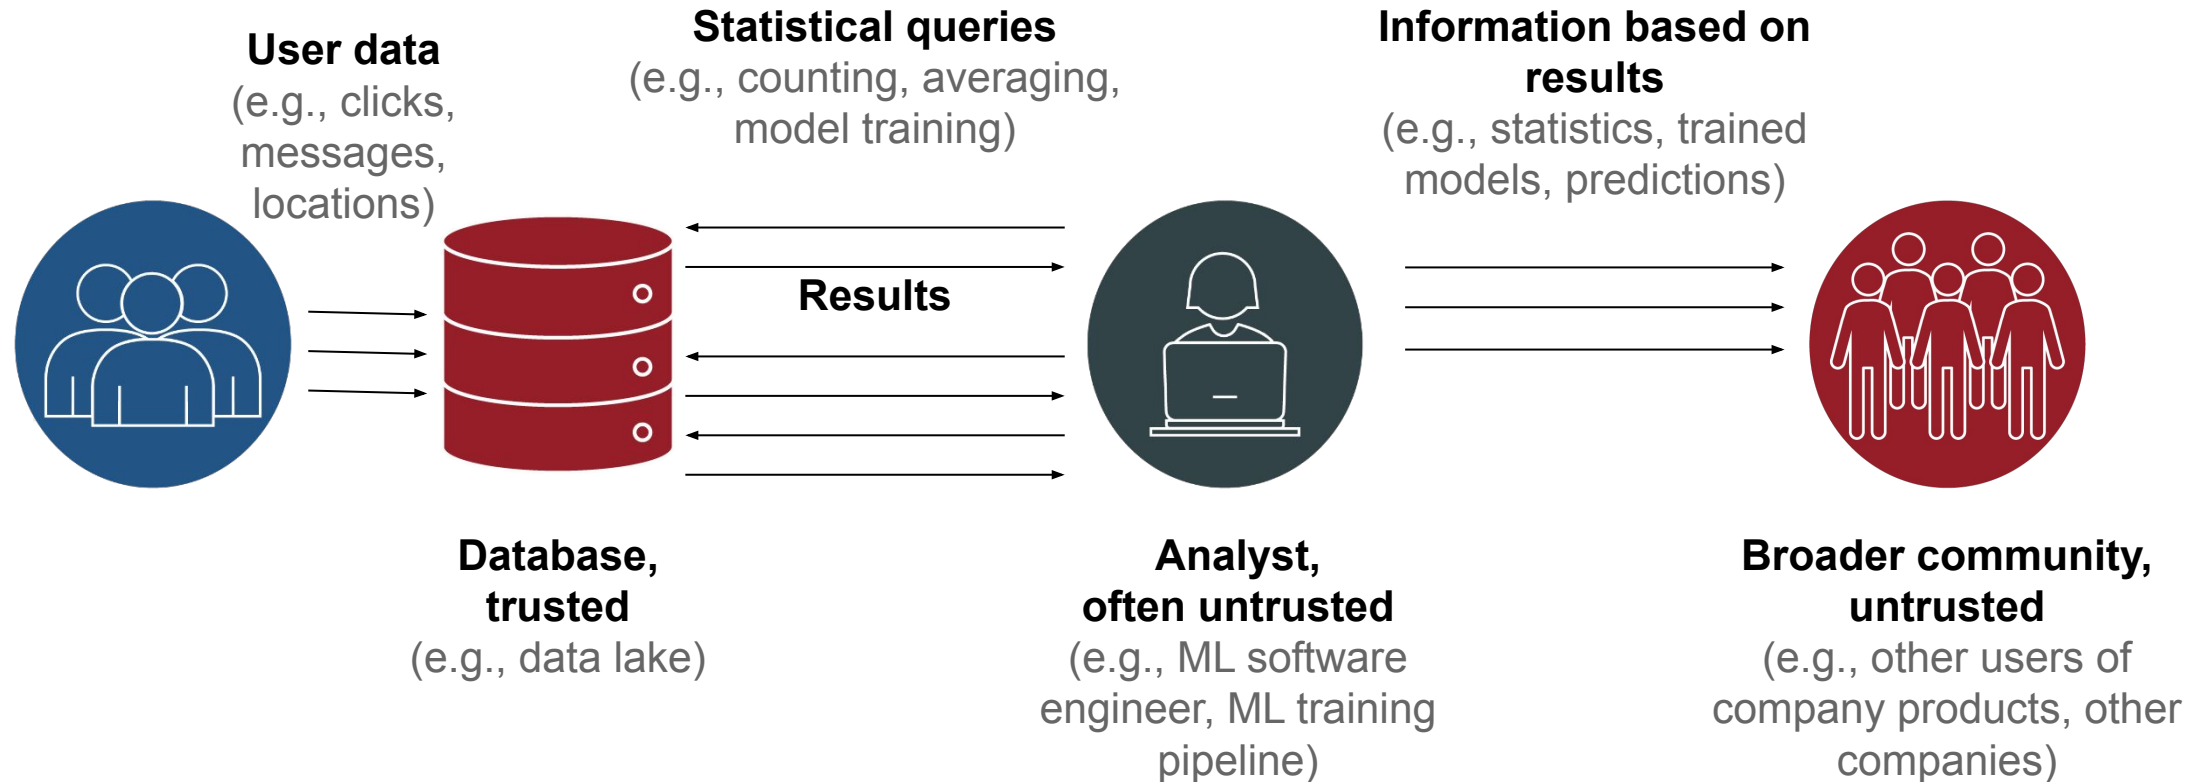 User data
(e.g., clicks,
messages,
locations)
Statistical queries
(e.g., counting, averaging,
model training)
Information based on
results
(e.g., statistics, trained
models, predictions)
Results
Database,
trusted
(e.g., data lake)
Analyst,
often untrusted
(e.g., ML software
engineer, ML training
pipeline)
Broader community,
untrusted
(e.g., other users of
company products, other
companies)